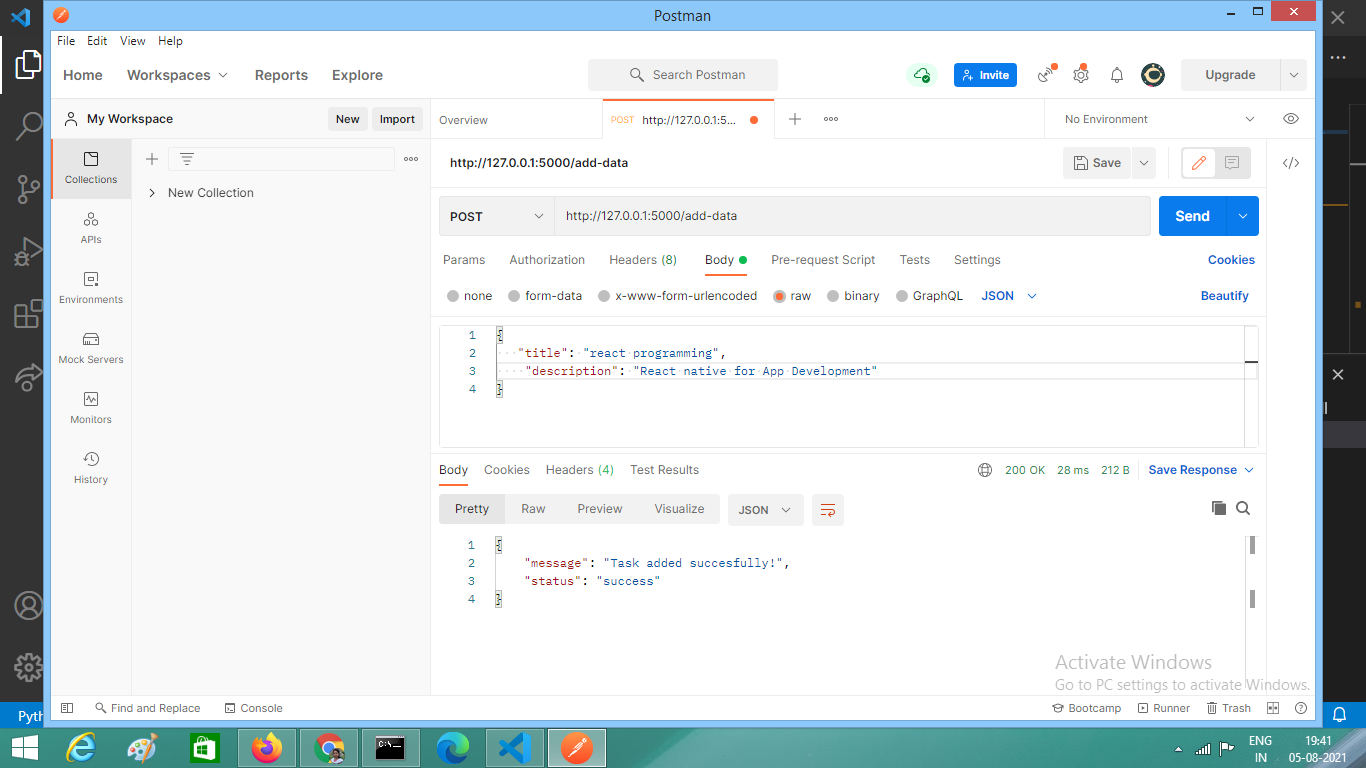 Postman
File Edit View Help
Home Workspaces Reports Explore Search Postman Invite Upgrade
My Workspace New Import Overview POST http://127.0.0.1:5... No Environment
Collections
New Collection
APIs
Environments
Mock Servers
Monitors
History
http://127.0.0.1:5000/add-data Save
POST http://127.0.0.1:5000/add-data Send
Params Authorization Headers (8) Body Pre-request Script Tests Settings Cookies
none form-data x-www-form-urlencoded raw binary GraphQL JSON Beautify
1 {
2 "title": "react programming",
3 "description": "React native for App Development"
4 }
Body Cookies Headers (4) Test Results 200 OK 28 ms 212 B Save Response
Pretty Raw Preview Visualize JSON
1 {
2 "message": "Task added succesfully!",
3 "status": "success"
4 }
Activate Windows
Go to PC settings to activate Windows.
Find and Replace Console Bootcamp Runner Trash
ENG 19:41
IN 05-08-2021